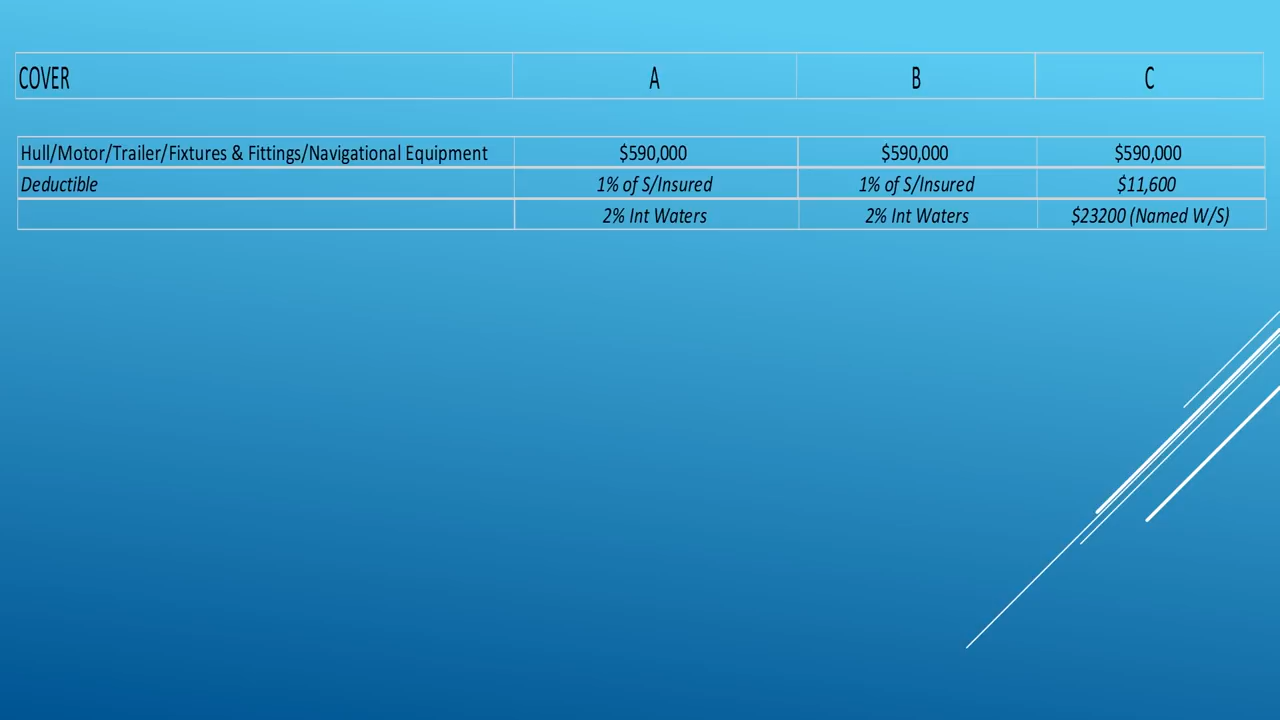 COVER A B C
Hull/Motor/Trailer/Fixtures & Fittings/Navigational Equipment $590,000 $590,000 $590,000
Deductible 1% of S/Insured 1% of S/Insured $11,600
2% Int Waters 2% Int Waters $23200 (Named W/S)